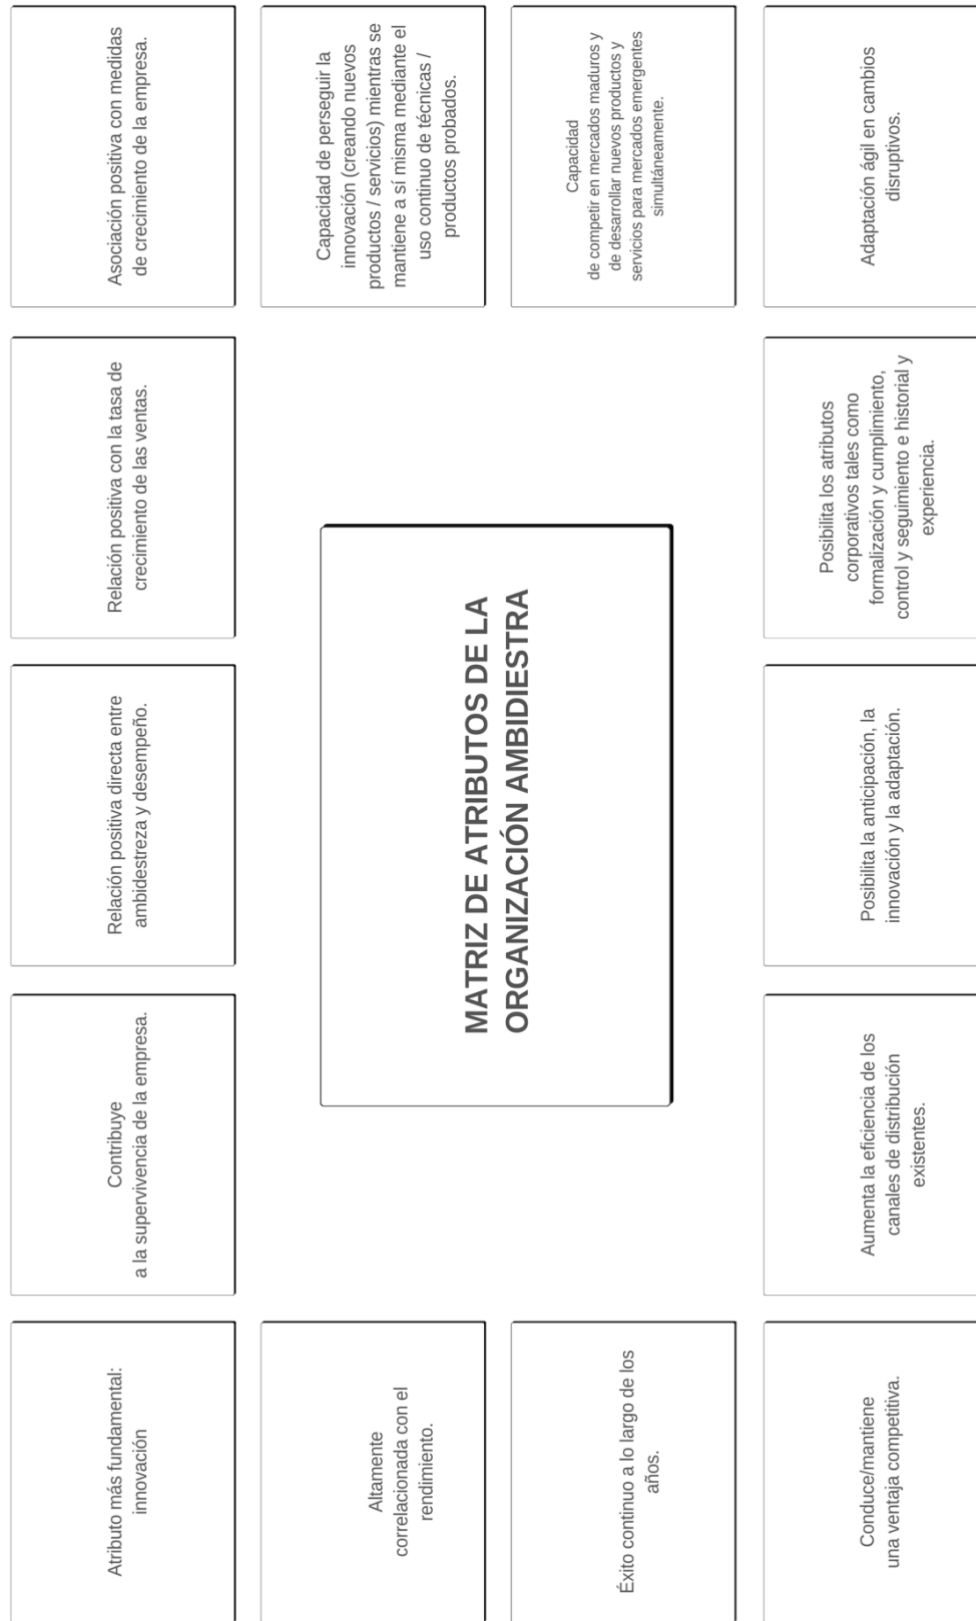 Atributo más fundamental:
innovación
Contribuye
a la supervivencia de la empresa.
Relación positiva directa entre
ambidestreza y desempeño.
Relación positiva con la tasa de
crecimiento de las ventas.
Asociación positiva con medidas
de crecimiento de la empresa.
Altamente
correlacionada con el
rendimiento.
Capacidad de perseguir la
innovación (creando nuevos
productos / servicios) mientras se
mantiene a sí misma mediante el
uso continuo de técnicas /
productos probados.
MATRIZ DE ATRIBUTOS DE LA
ORGANIZACIÓN AMBIDIESTRA
Éxito continuo a lo largo de los
años.
Capacidad
de competir en mercados maduros y
de desarrollar nuevos productos y
servicios para mercados emergentes
simultáneamente.
Conduce/mantiene
una ventaja competitiva.
Aumenta la eficiencia de los
canales de distribución
existentes.
Posibilita la anticipación, la
innovación y la adaptación.
Posibilita los atributos
corporativos tales como
formalización y cumplimiento,
control y seguimiento e historial y
experiencia.
Adaptación ágil en cambios
disruptivos.